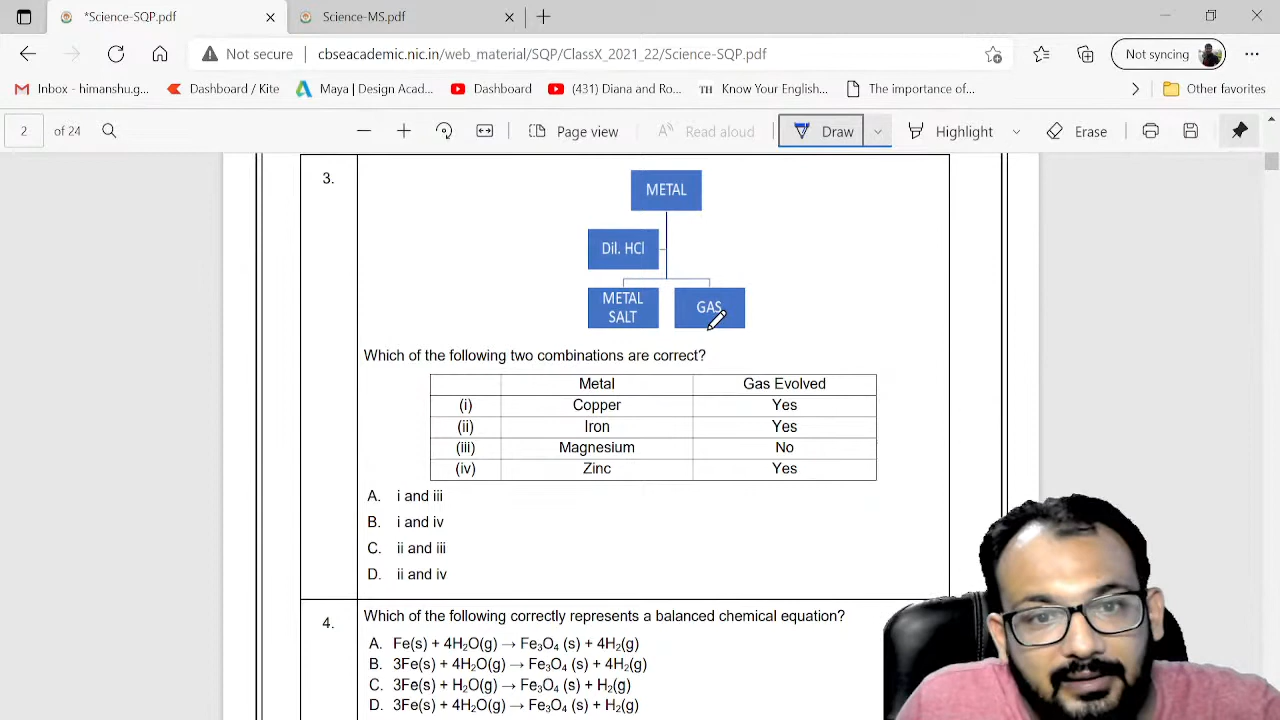 *Science-SQP.pdf
Science-MS.pdf
Not secure
cbseacademic.nic.in/web_material/SQP/ClassX_2021_22/Science-SQP.pdf
Not syncing
Inbox - himanshu.g...
Dashboard / Kite
Maya | Design Acad...
Dashboard
(431) Diana and Ro...
TH Know Your English...
The importance of...
Other favorites
2 of 24
Page view
Read aloud
Draw
Highlight
Erase
3.
METAL
Dil. HCl
METAL
SALT
GAS
Which of the following two combinations are correct?
Metal Gas Evolved
(i) Copper Yes
(ii) Iron Yes
(iii) Magnesium No
(iv) Zinc Yes
A. i and iii
B. i and iv
C. ii and iii
D. ii and iv
4. Which of the following correctly represents a balanced chemical equation?
A. Fe(s) + 4H₂O(g) → Fe₃O₄ (s) + 4H₂(g)
B. 3Fe(s) + 4H₂O(g) → Fe₃O₄ (s) + 4H₂(g)
C. 3Fe(s) + H₂O(g) → Fe₃O₄ (s) + H₂(g)
D. 3Fe(s) + 4H₂O(g) → Fe₃O₄ (s) + H₂(g)